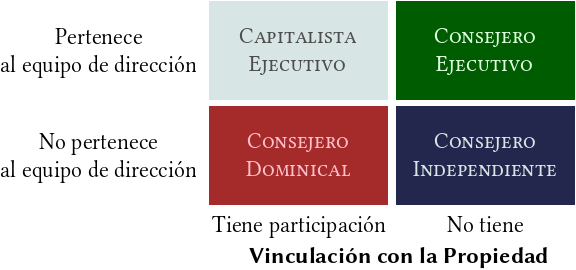 Pertenece
al equipo de dirección
CAPITALISTA
EJECUTIVO
CONSEJERO
EJECUTIVO
No pertenece
al equipo de dirección
CONSEJERO
DOMINICAL
CONSEJERO
INDEPENDIENTE
Tiene participación
No tiene
Vinculación con la Propiedad